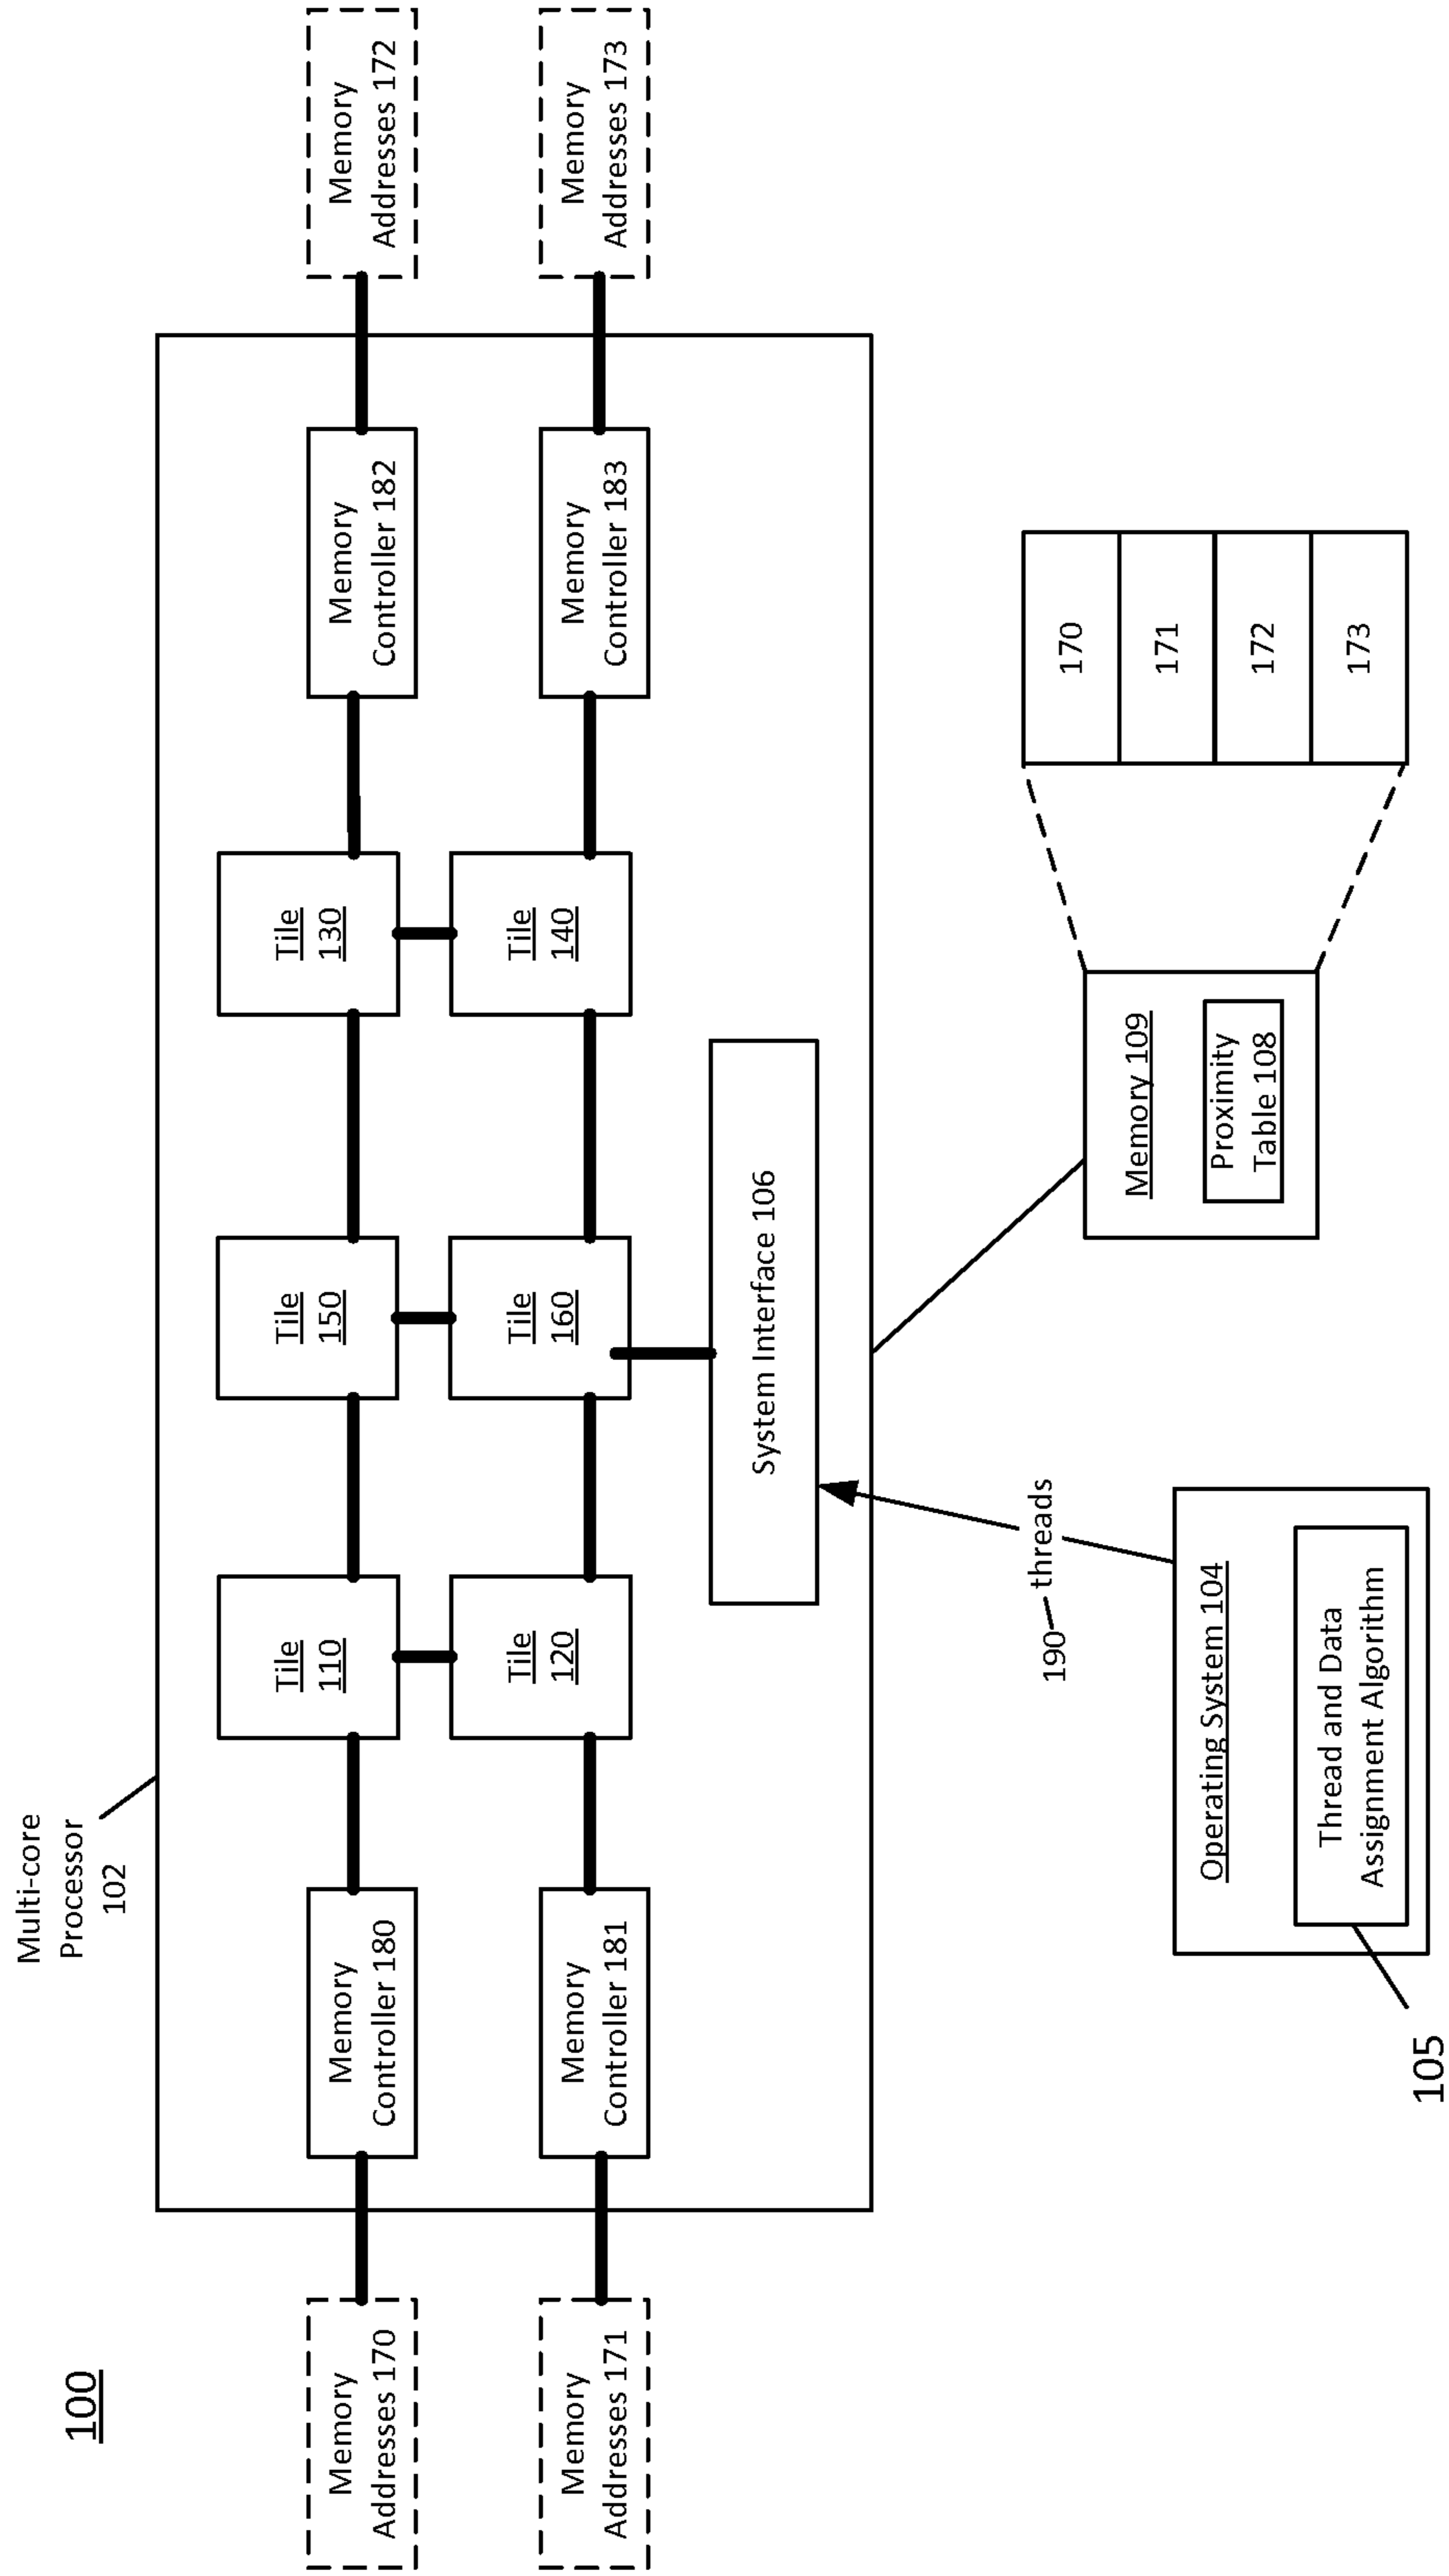 100
Multi-core
Processor
102
Memory
Addresses 170
Memory
Controller 180
Tile
110
Tile
150
Tile
130
Memory
Controller 182
Memory
Addresses 172
Memory
Addresses 171
Memory
Controller 181
Tile
120
Tile
160
Tile
140
Memory
Controller 183
Memory
Addresses 173
System Interface 106
190
threads
Operating System 104
Thread and Data
Assignment Algorithm
105
Memory 109
Proximity
Table 108
170
171
172
173